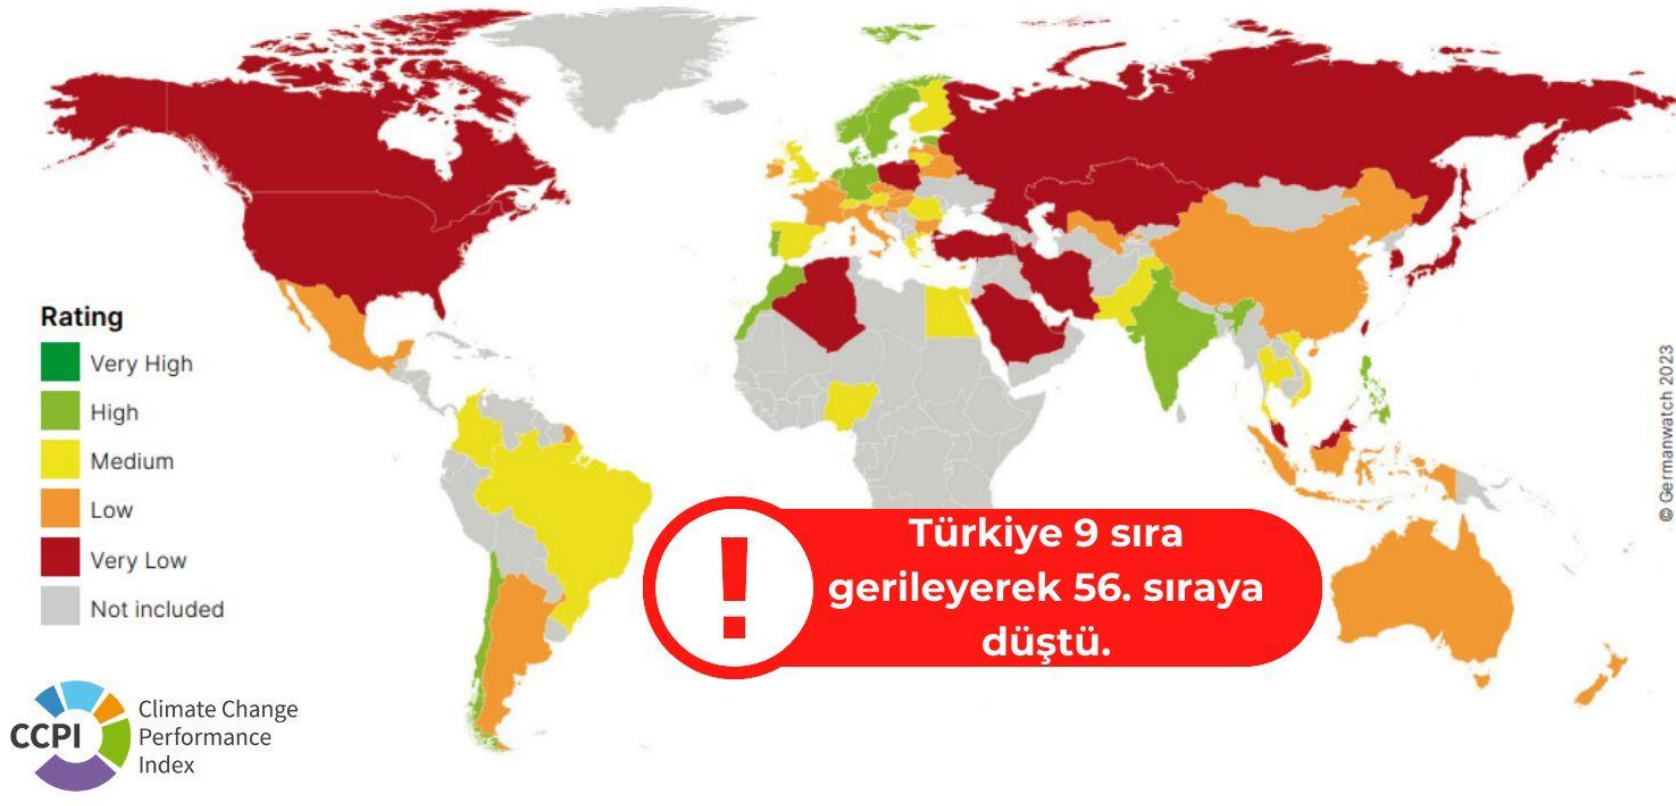 Rating
Very High
High
Medium
Low
Very Low
Not included
Türkiye 9 sıra
gerileyerek 56. sıraya
düştü.
!
CCPI
Climate Change
Performance
Index
© Germanwatch 2023